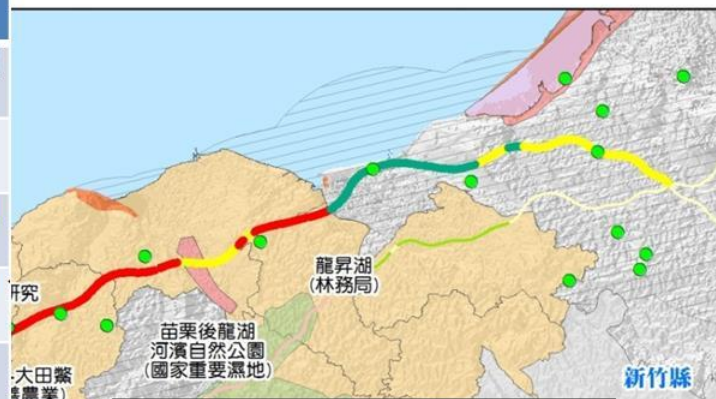 龍昇湖
(林務局)
研究
苗栗後龍湖
河濱自然公園
(國家重要濕地)
大田鱉
農業)
新竹縣